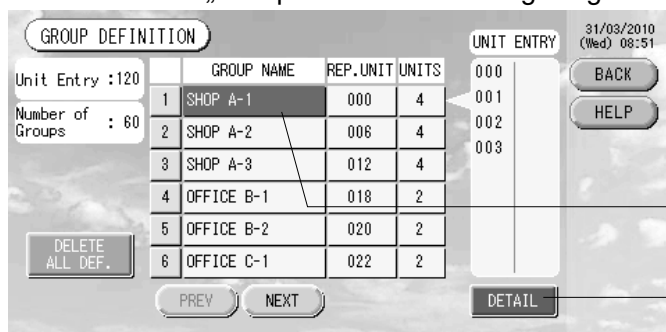 GROUP DEFINITION
UNIT ENTRY
31/03/2010
(Wed) 08:51
Unit Entry :120
Number of Groups : 60
GROUP NAME REP.UNIT UNITS
1 SHOP A-1 000 4
2 SHOP A-2 006 4
3 SHOP A-3 012 4
4 OFFICE B-1 018 2
5 OFFICE B-2 020 2
6 OFFICE C-1 022 2
000
001
002
003
BACK
HELP
DELETE
ALL DEF.
PREV NEXT
DETAIL